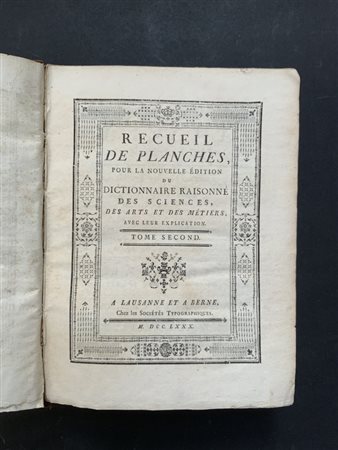 RECUEIL
DE PLANCHES,
POUR LA NOUVELLE ÉDITION
DU
DICTIONNAIRE RAISONNÉ
DES SCIENCES,
DES ARTS ET DES MÉTIERS,
AVEC LEUR EXPLICATION.
TOME SECOND.
A LAUSANNE ET A BERNE,
Chez les SOCIÉTÉS TYPOGRAPHIQUES.
M. DCC. LXXX.